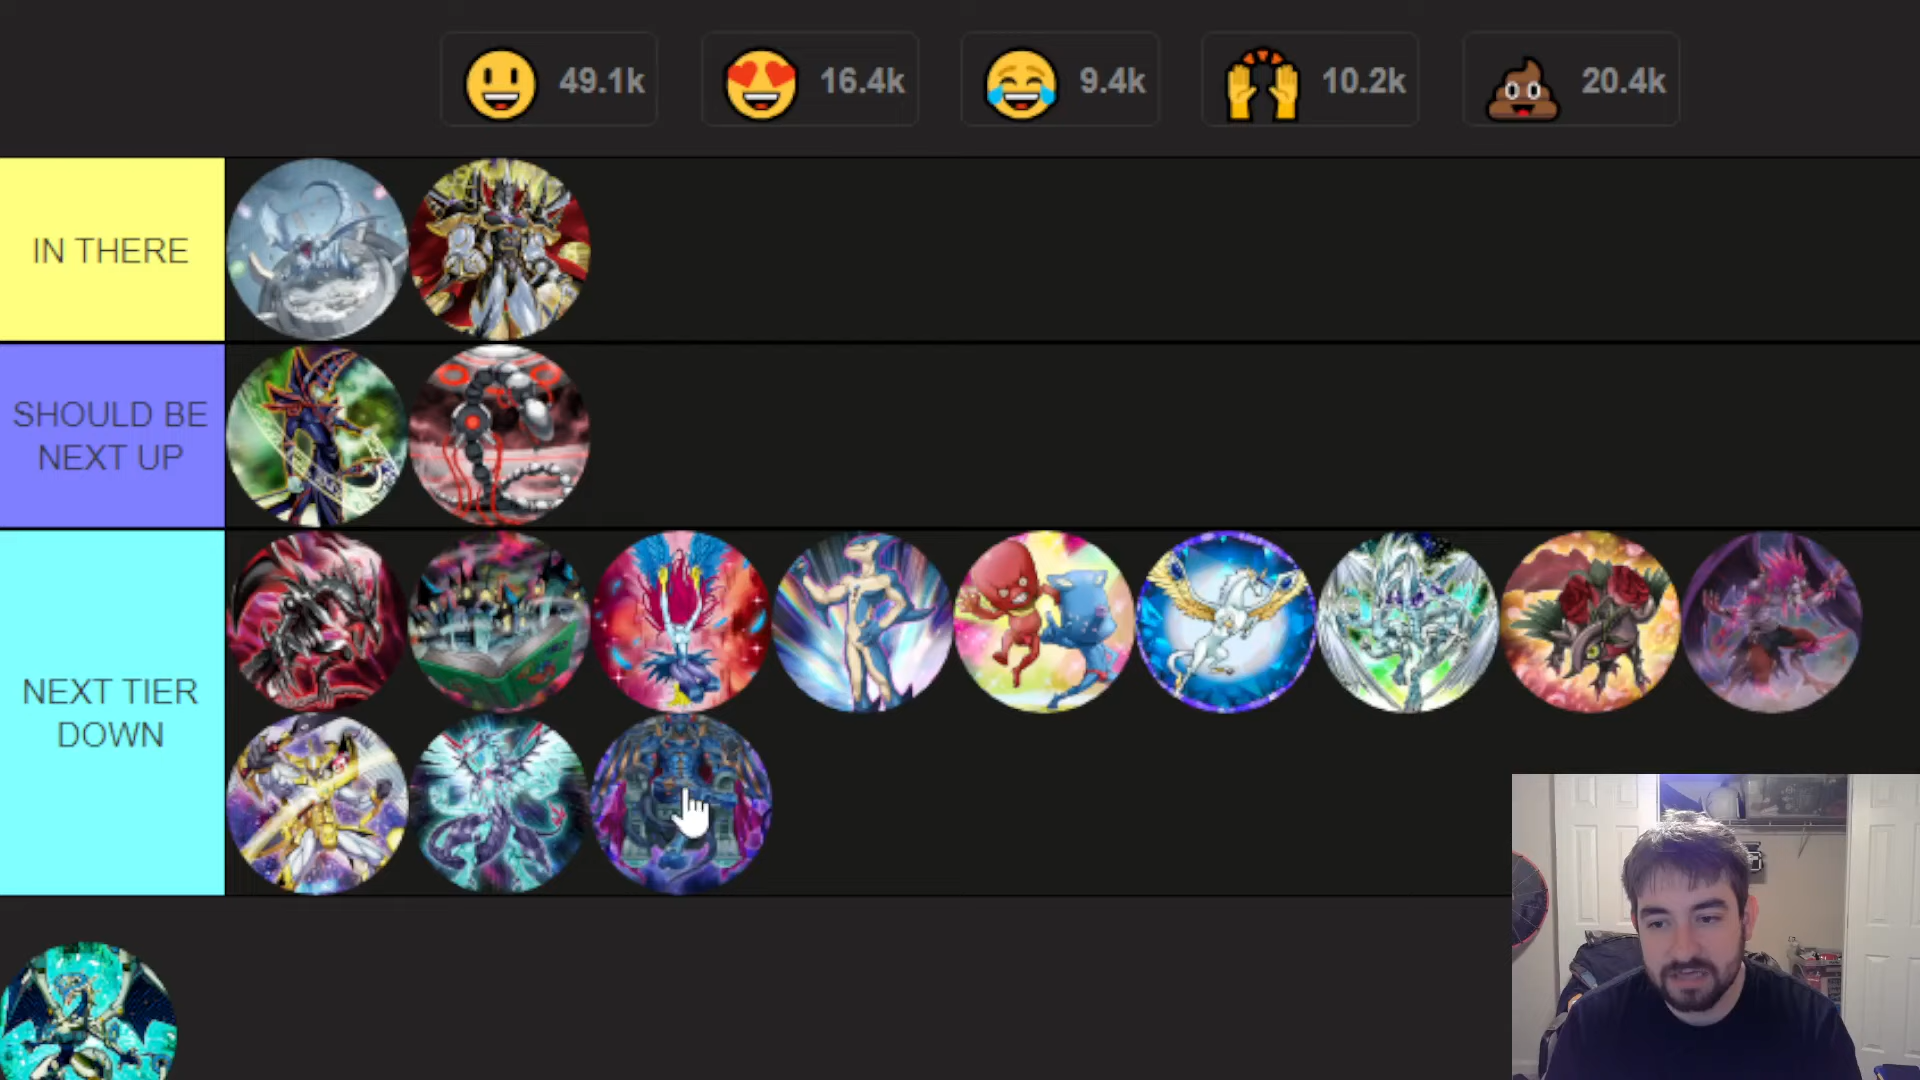 49.1k 16.4k 9.4k 10.2k 20.4k
IN THERE
SHOULD BE
NEXT UP
NEXT TIER
DOWN